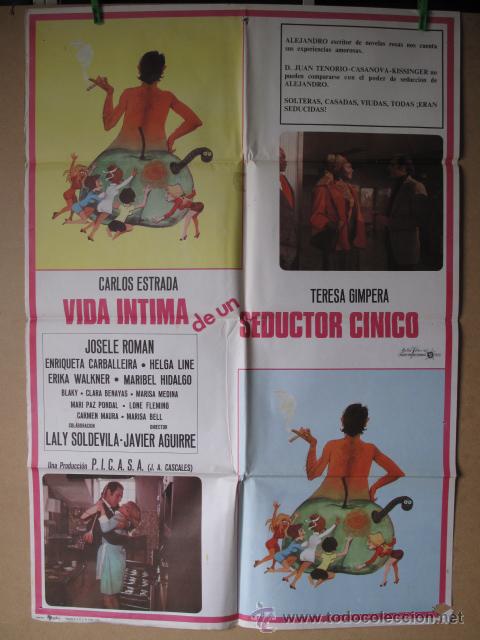 ALEJANDRO escritor de novelas rosas nos cuenta
sus experiencias amorosas.
D. JUAN TENORIO-CASANOVA-KISSINGER no
pueden compararse con el poder de seducción de
ALEJANDRO.
SOLTERAS, CASADAS, VIUDAS, TODAS ¡ERAN
SEDUCIDAS!
CARLOS ESTRADA
TERESA GIMPERA
VIDA INTIMA
de un
SEDUCTOR CINICO
JOSELE ROMAN
ENRIQUETA CARBALLEIRA • HELGA LINE
ERIKA WALKNER • MARIBEL HIDALGO
BLAKY • CLARA BENAYAS • MARISA MEDINA
MARI PAZ PONDAL • LONE FLEMING
CARMEN MAURA • MARISA BELL
COLABORACION DIRECTOR
LALY SOLDEVILA-JAVIER AGUIRRE
Una Producción P.I.C.A.S.A. (J. A. CASCALES)
todocoleccion
www.todocoleccion.net